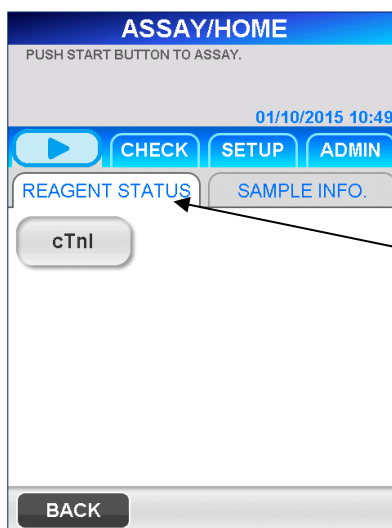 ASSAY/HOME
PUSH START BUTTON TO ASSAY.
01/10/2015 10:49
CHECK SETUP ADMIN
REAGENT STATUS SAMPLE INFO.
cTnI
BACK